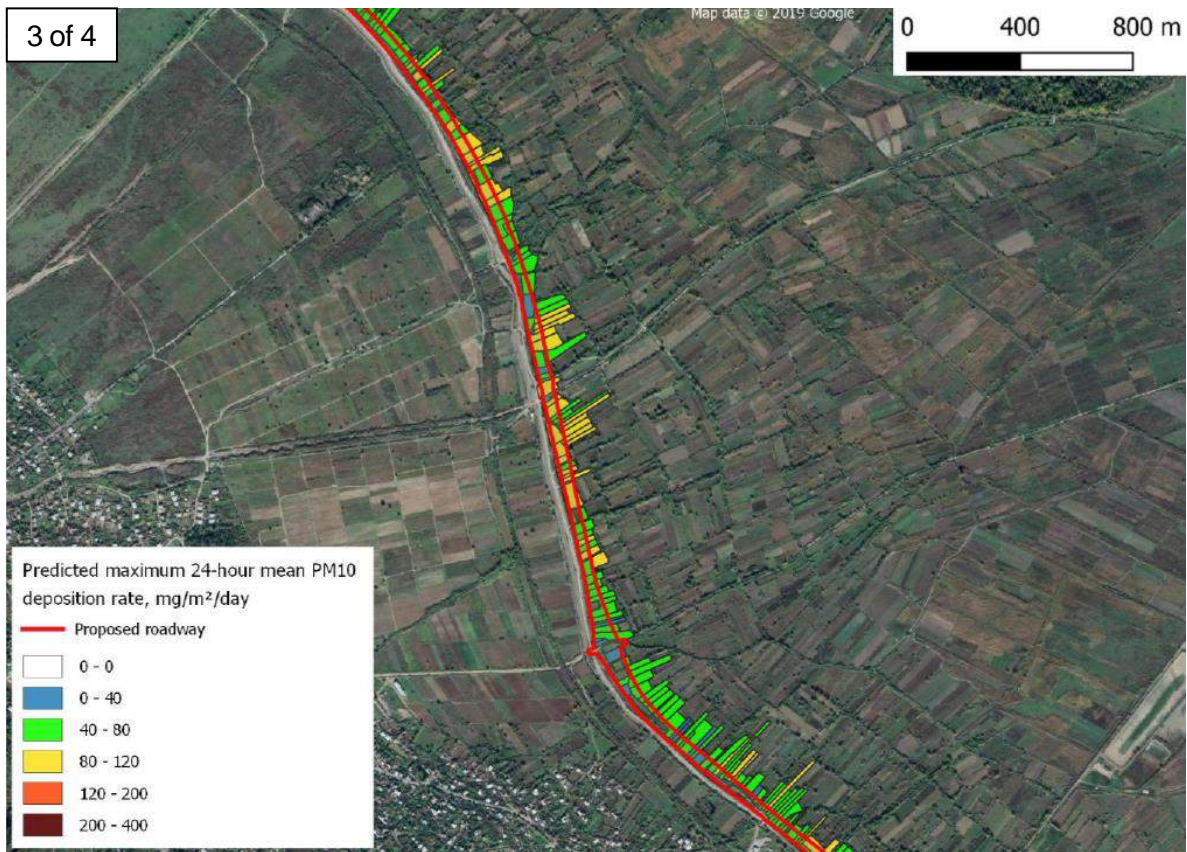 3 of 4
Map data © 2019 Google
0 400 800 m
Predicted maximum 24-hour mean PM10
deposition rate, mg/m²/day
Proposed roadway
0 - 0
0 - 40
40 - 80
80 - 120
120 - 200
200 - 400